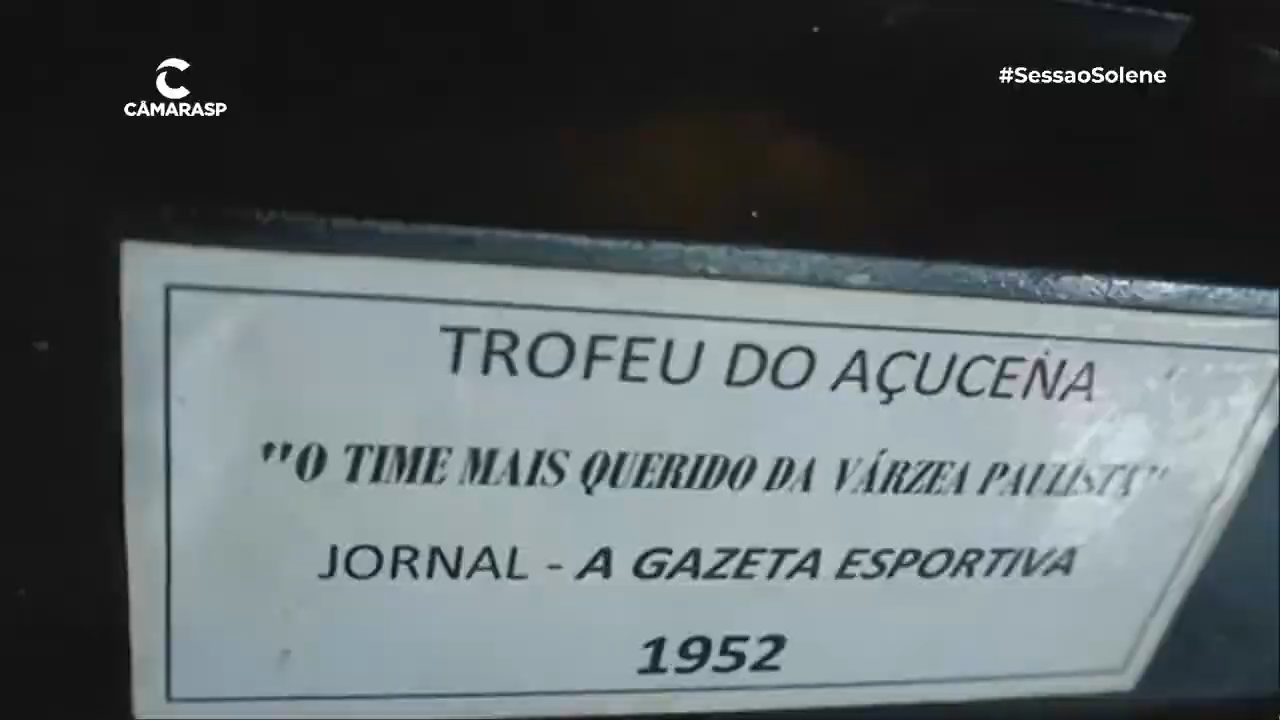 CÂMARASP
#SessaoSolene
TROFEU DO AÇUCENA
"O TIME MAIS QUERIDO DA VÁRZEA PAULISTA"
JORNAL - A GAZETA ESPORTIVA
1952